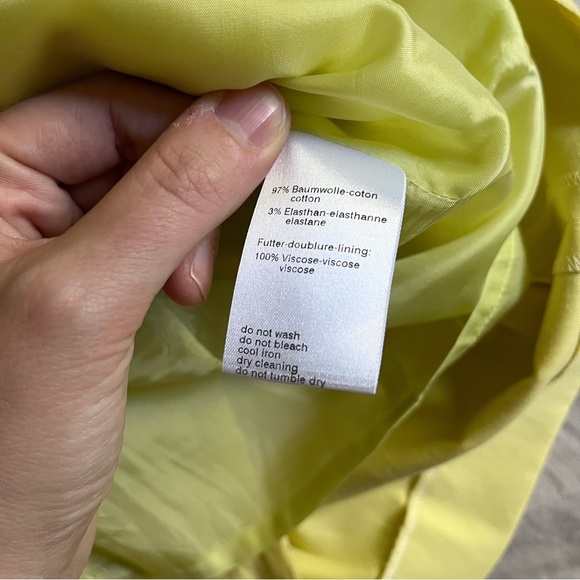 97% Baumwolle-coton
cotton
3% Elasthan-elasthanne
elastane
Futter-doublure-lining:
100% Viscose-viscose
viscose
do not wash
do not bleach
cool iron
dry cleaning
do not tumble dry